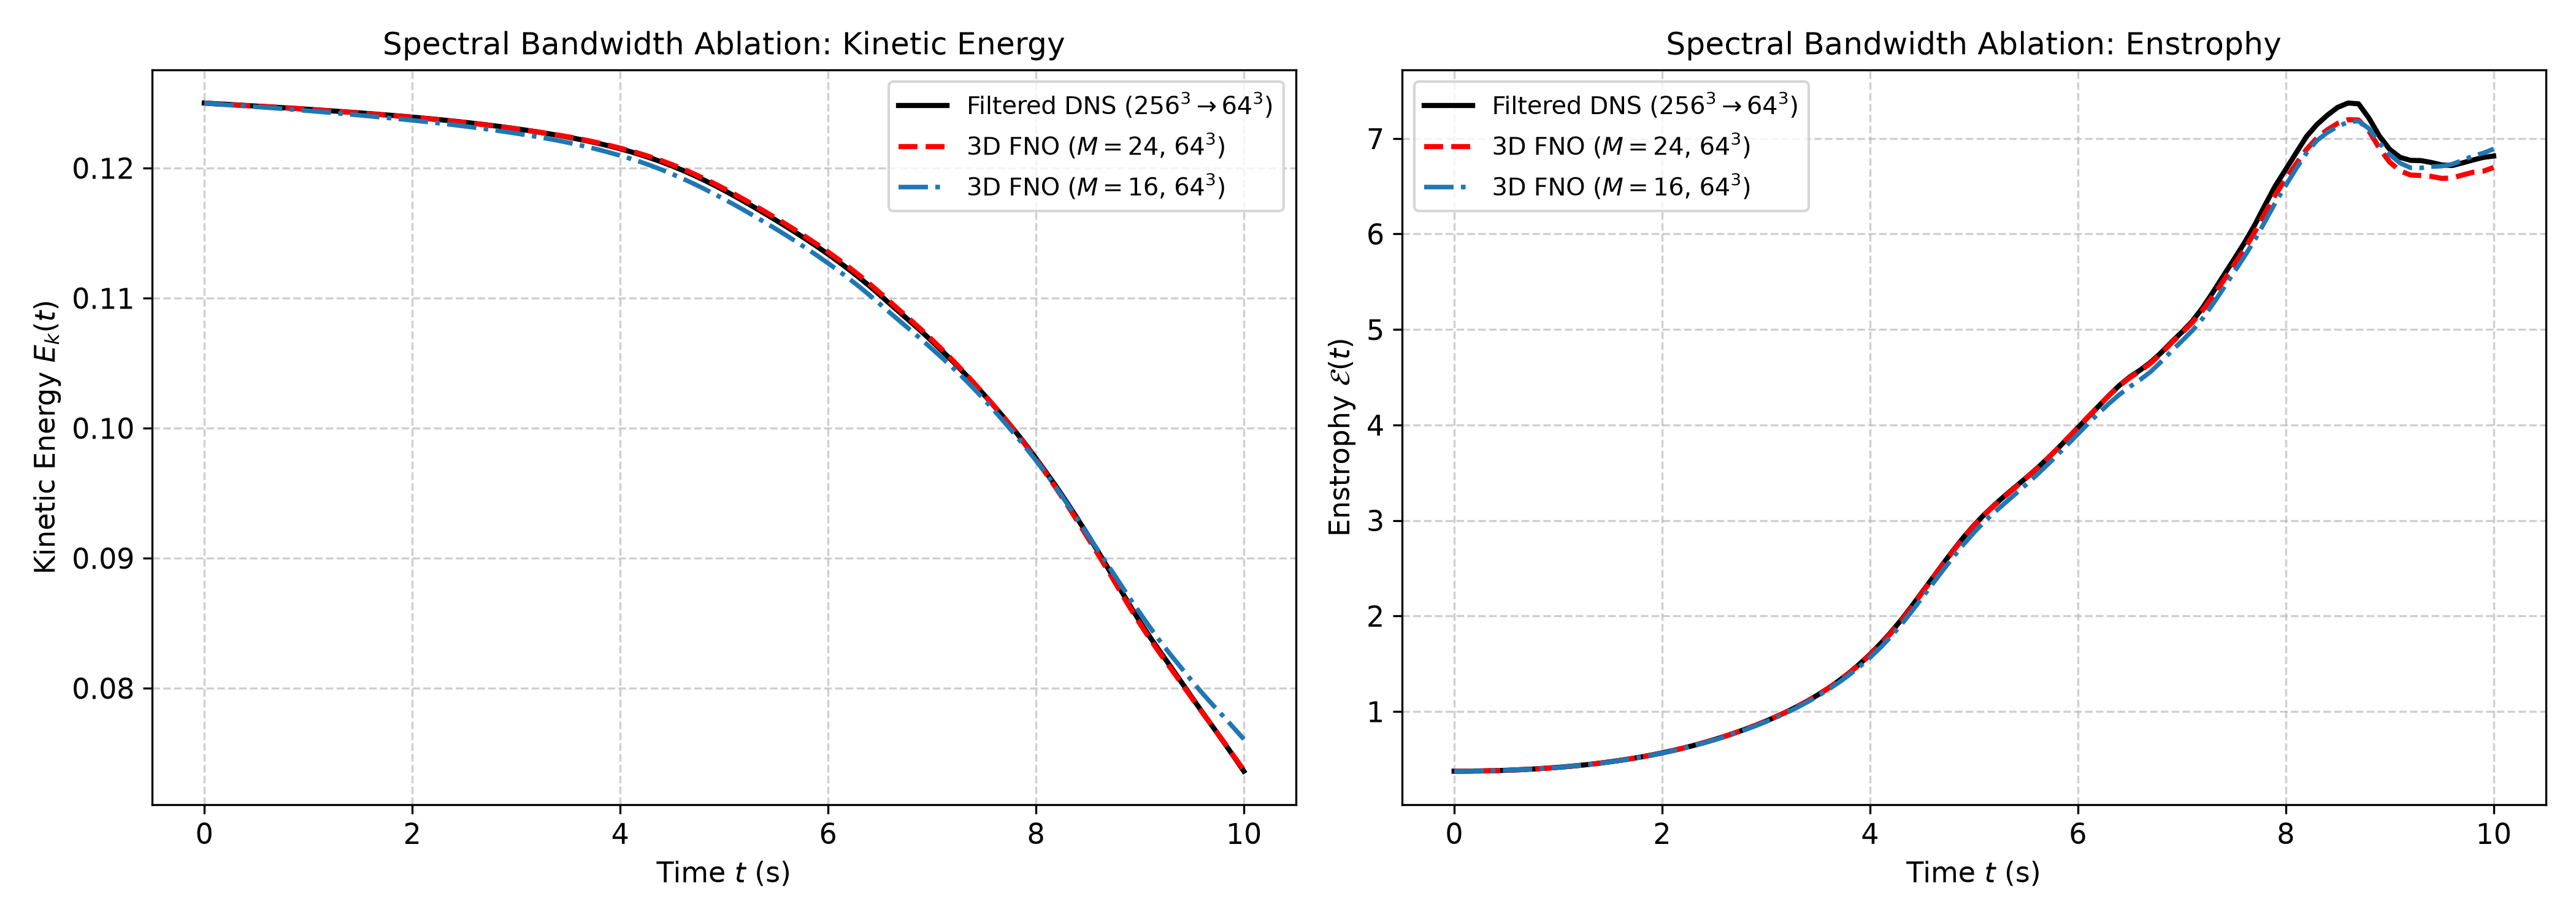 Spectral Bandwidth Ablation: Kinetic Energy
Filtered DNS (256³→64³)
3D FNO (M = 24, 64³)
3D FNO (M = 16, 64³)
Kinetic Energy Eₖ(t)
0.12
0.11
0.10
0.09
0.08
0 2 4 6 8 10
Time t (s)
Spectral Bandwidth Ablation: Enstrophy
Filtered DNS (256³→64³)
3D FNO (M = 24, 64³)
3D FNO (M = 16, 64³)
Enstrophy ℰ(t)
7
6
5
4
3
2
1
0 2 4 6 8 10
Time t (s)